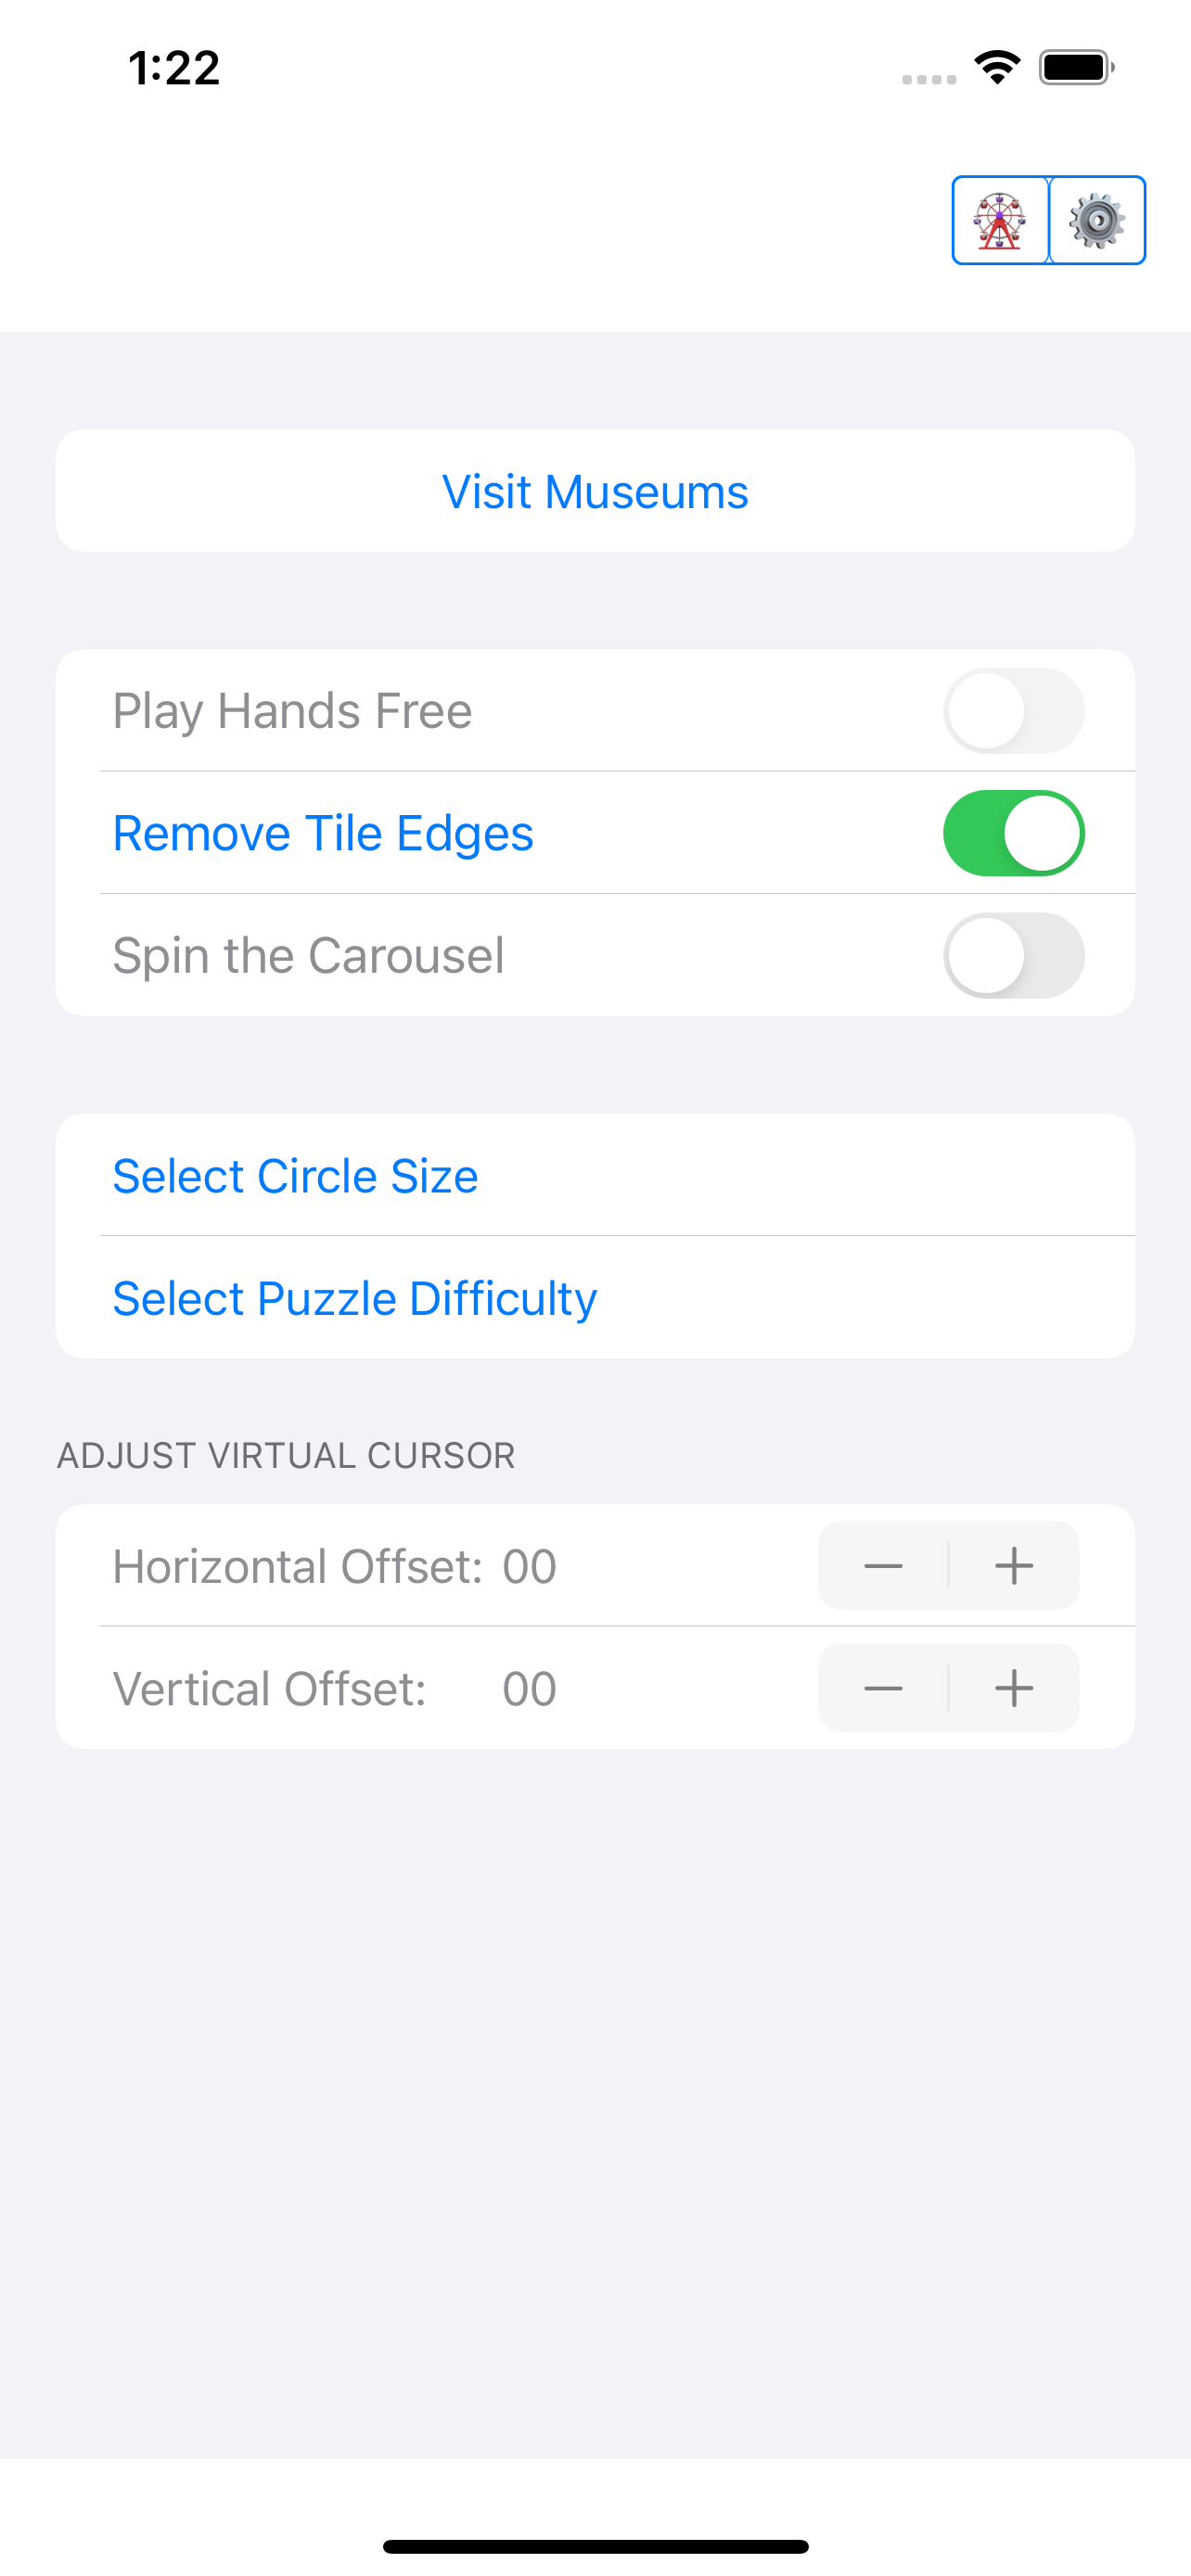 1:22
Visit Museums
Play Hands Free
Remove Tile Edges
Spin the Carousel
Select Circle Size
Select Puzzle Difficulty
ADJUST VIRTUAL CURSOR
Horizontal Offset: 00
Vertical Offset: 00